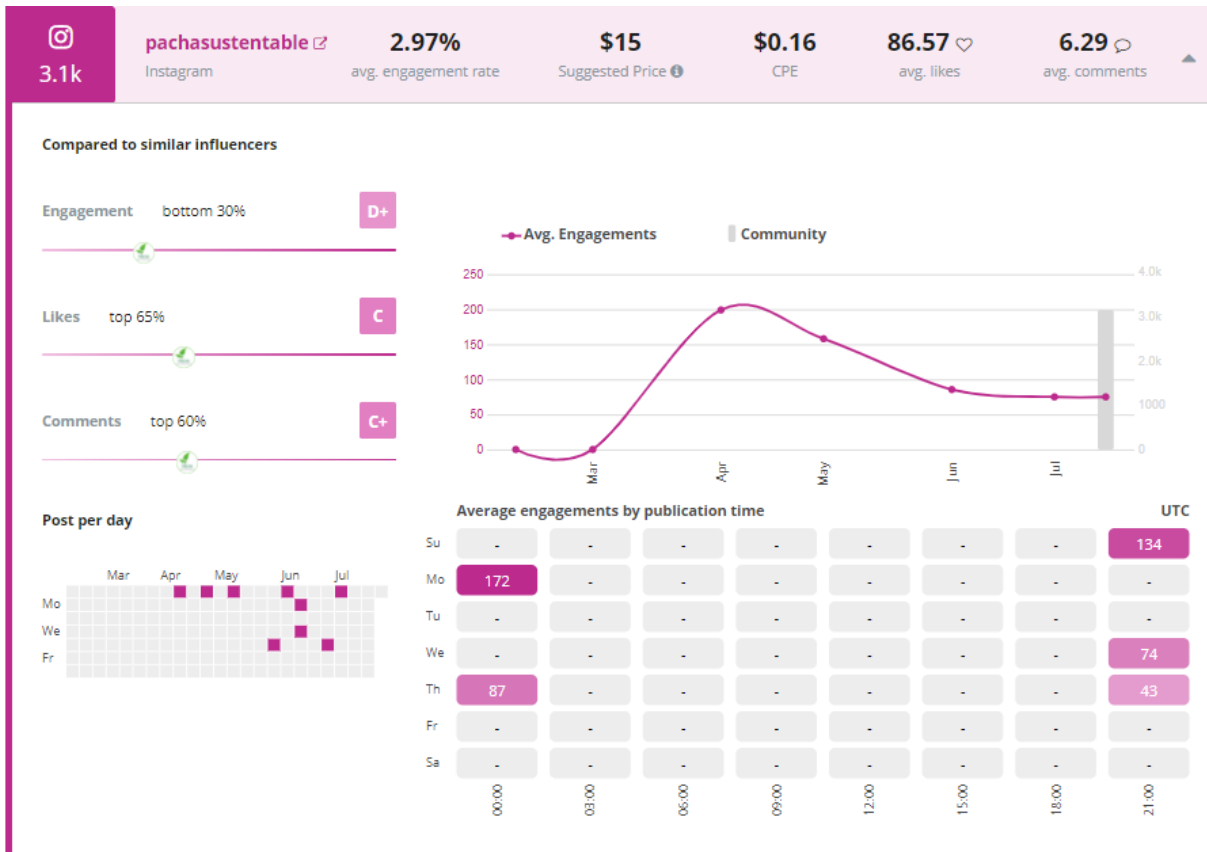 3.1k
pachasustentable
Instagram
2.97%
avg. engagement rate
$15
Suggested Price
$0.16
CPE
86.57
avg. likes
6.29
avg. comments
Compared to similar influencers
Engagement bottom 30% D+
Likes top 65% C
Comments top 60% C+
Avg. Engagements Community
250 4.0k
200 3.0k
150 2.0k
100 1000
50
0 0
Mar Apr May Jun Jul
Post per day
Mar Apr May Jun Jul
Mo
We
Fr
Average engagements by publication time UTC
Su - - - - - - - 134
Mo 172 - - - - - - -
Tu - - - - - - - -
We - - - - - - - 74
Th 87 - - - - - - 43
Fr - - - - - - - -
Sa - - - - - - - -
00:00 03:00 06:00 09:00 12:00 15:00 18:00 21:00